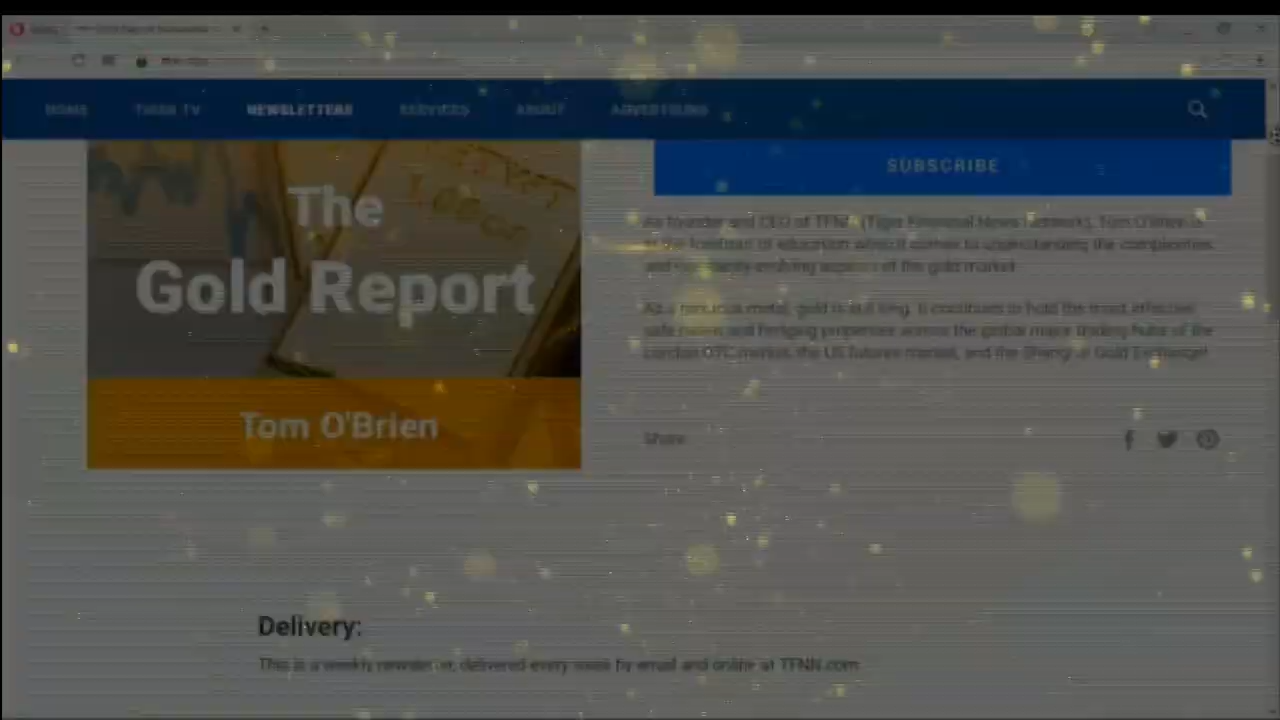 HOME TIGER TV NEWSLETTERS SERVICES ABOUT ADVERTISING
SUBSCRIBE
The
Gold Report
Tom O'Brien
As founder and CEO of TFNN (Tiger Financial News Network), Tom O'Brien is
at the forefront of education when it comes to understanding the complexities
and constantly evolving aspects of the gold market.
As a precious metal, gold is still king. It continues to hold the most effective
safe haven and hedging properties across the global major trading hubs of the
London OTC market, the US futures market, and the Shanghai Gold Exchange!
Share
Delivery:
This is a weekly newsletter, delivered every week by email and online at TFNN.com